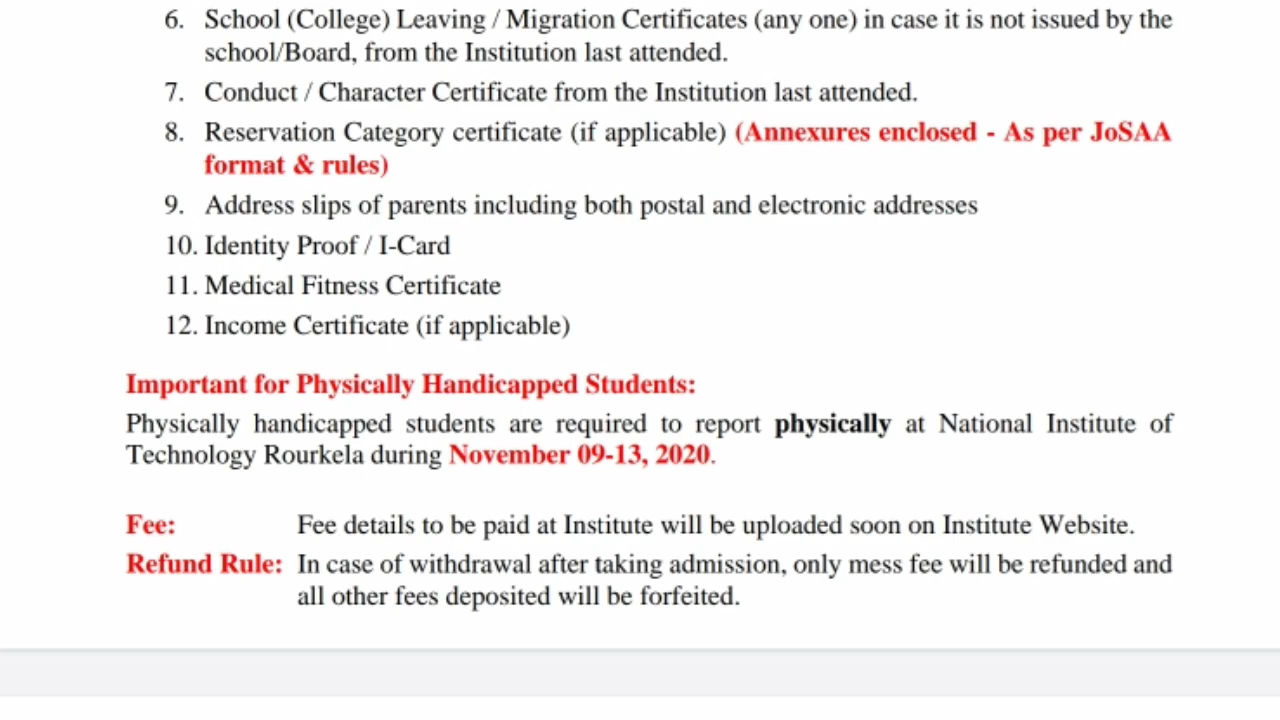 6. School (College) Leaving / Migration Certificates (any one) in case it is not issued by the
school/Board, from the Institution last attended.
7. Conduct / Character Certificate from the Institution last attended.
8. Reservation Category certificate (if applicable) (Annexures enclosed - As per JoSAA
format & rules)
9. Address slips of parents including both postal and electronic addresses
10. Identity Proof / I-Card
11. Medical Fitness Certificate
12. Income Certificate (if applicable)
Important for Physically Handicapped Students:
Physically handicapped students are required to report physically at National Institute of
Technology Rourkela during November 09-13, 2020.
Fee: Fee details to be paid at Institute will be uploaded soon on Institute Website.
Refund Rule: In case of withdrawal after taking admission, only mess fee will be refunded and
all other fees deposited will be forfeited.